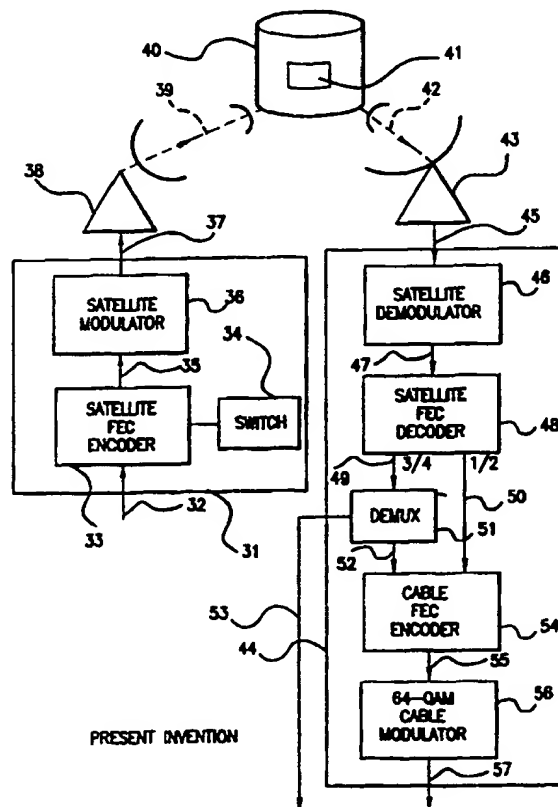 40
41
39
42
38
43
37
45
SATELLITE
MODULATOR
36
34
35
SATELLITE
FEC
ENCODER
SWITCH
33
32
31
SATELLITE
DEMODULATOR
46
47
SATELLITE
FEC
DECODER
48
49
3/4
1/2
50
DEMUX
51
52
53
44
CABLE
FEC
ENCODER
54
55
64-QAM
CABLE
MODULATOR
56
57
PRESENT INVENTION